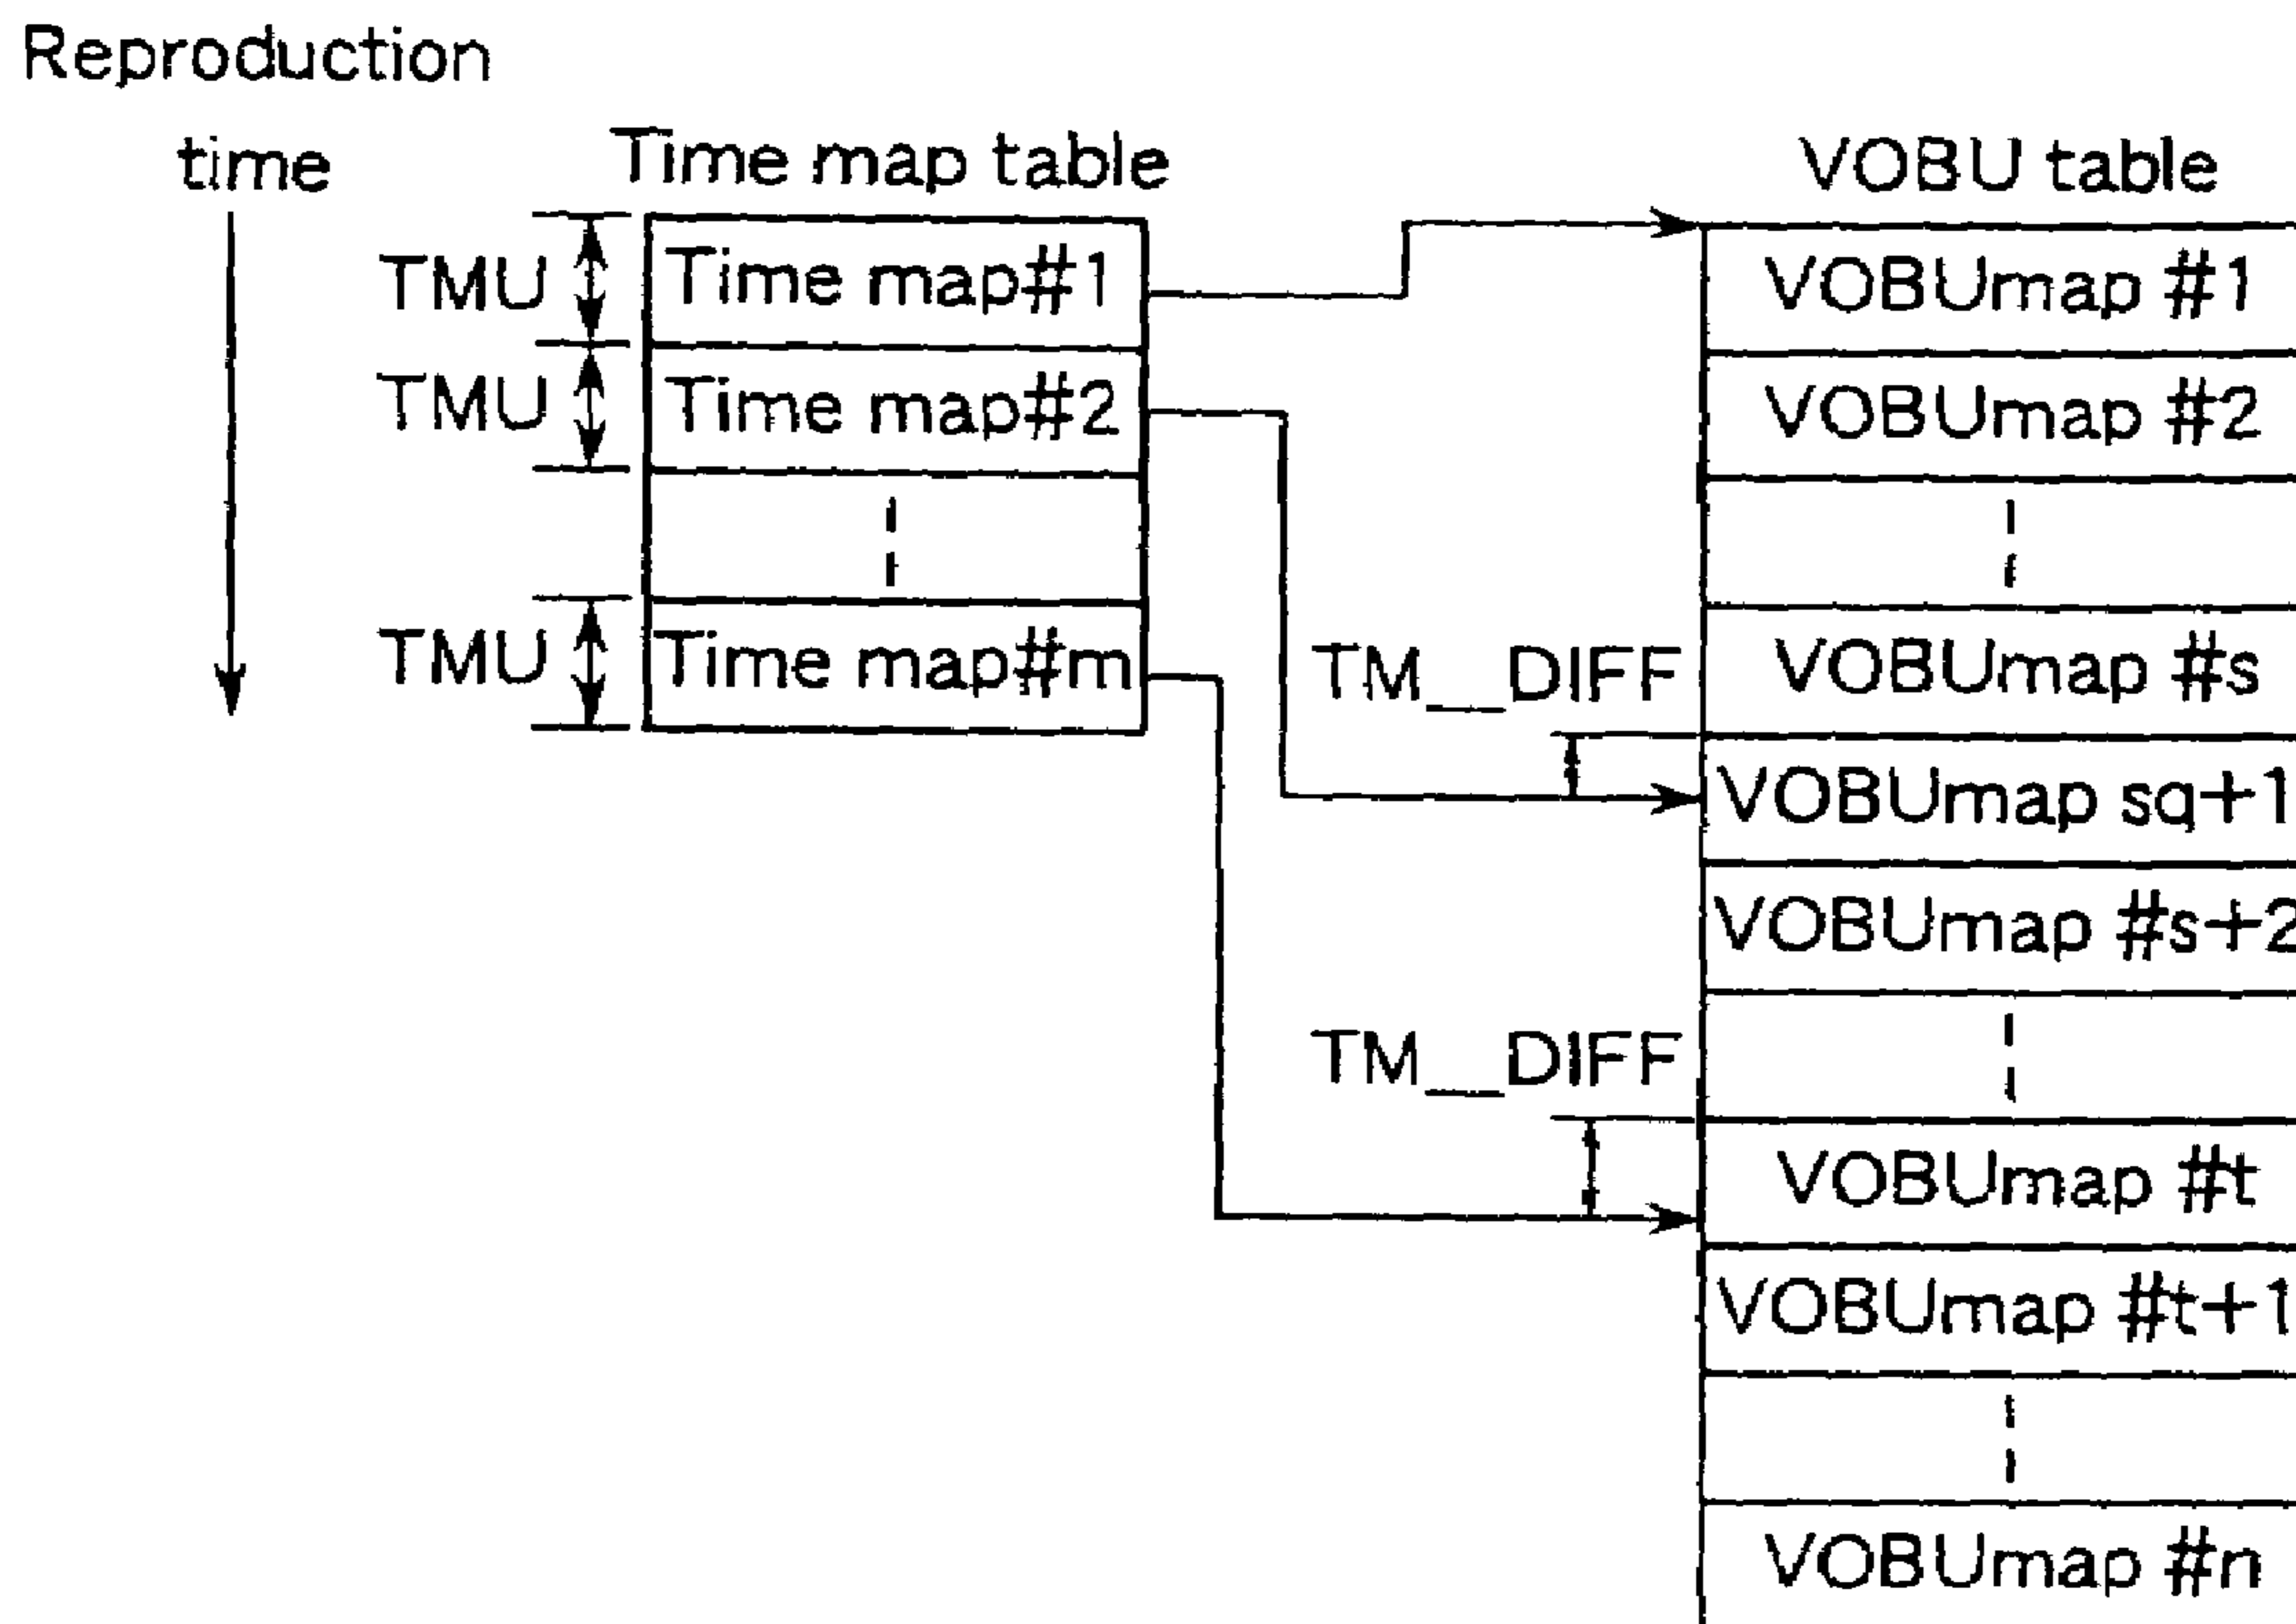 Reproduction
time
Time map table
VOBU table
TMU
Time map#1
VOBUmap #1
TMU
Time map#2
VOBUmap #2
TMU
Time map#m
TM__DIFF
VOBUmap #s
VOBUmap sq+1
VOBUmap #s+2
TM__DIFF
VOBUmap #t
VOBUmap #t+1
VOBUmap #n